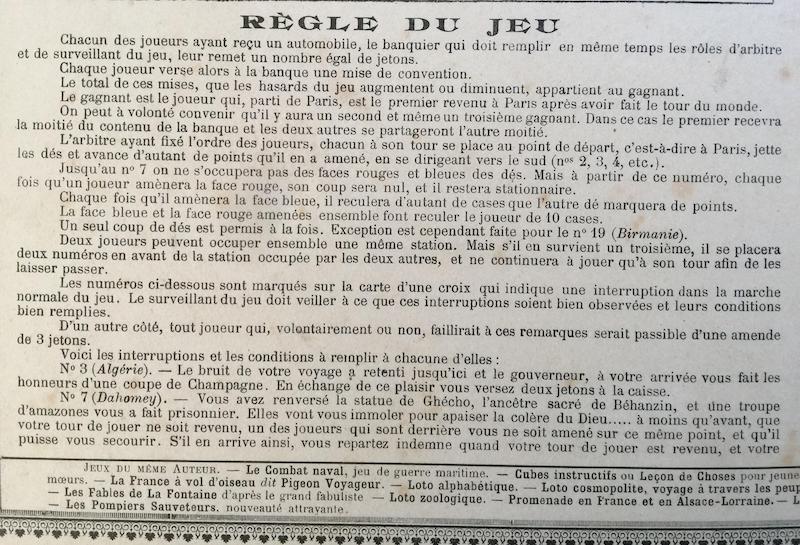 RÈGLE DU JEU
Chacun des joueurs ayant reçu un automobile, le banquier qui doit remplir en même temps les rôles d'arbitre
et de surveillant du jeu, leur remet un nombre égal de jetons.
Chaque joueur verse alors à la banque une mise de convention.
Le total de ces mises, que les hasards du jeu augmentent ou diminuent, appartient au gagnant.
Le gagnant est le joueur qui, parti de Paris, est le premier revenu à Paris après avoir fait le tour du monde.
On peut à volonté convenir qu'il y aura un second et même un troisième gagnant. Dans ce cas le premier recevra
la moitié du contenu de la banque et les deux autres se partageront l'autre moitié.
L'arbitre ayant fixé l'ordre des joueurs, chacun à son tour se place au point de départ, c'est-à-dire à Paris, jette
les dés et avance d'autant de points qu'il en a amené, en se dirigeant vers le sud (nos 2, 3, 4, etc.).
Jusqu'au no 7 on ne s'occupera pas des faces rouges et bleues des dés. Mais à partir de ce numéro, chaque
fois qu'un joueur amènera la face rouge, son coup sera nul, et il restera stationnaire.
Chaque fois qu'il amènera la face bleue, il reculera d'autant de cases que l'autre dé marquera de points.
La face bleue et la face rouge amenées ensemble font reculer le joueur de 10 cases.
Un seul coup de dés est permis à la fois. Exception est cependant faite pour le no 19 (Birmanie).
Deux joueurs peuvent occuper ensemble une même station. Mais s'il en survient un troisième, il se placera
deux numéros en avant de la station occupée par les deux autres, et ne continuera à jouer qu'à son tour afin de les
laisser passer.
Les numéros ci-dessous sont marqués sur la carte d'une croix qui indique une interruption dans la marche
normale du jeu. Le surveillant du jeu doit veiller à ce que ces interruptions soient bien observées et leurs conditions
bien remplies.
D'un autre côté, tout joueur qui, volontairement ou non, faillirait à ces remarques serait passible d'une amende
de 3 jetons.
Voici les interruptions et les conditions à remplir à chacune d'elles :
No 3 (Algérie). — Le bruit de votre voyage a retenti jusqu'ici et le gouverneur, à votre arrivée vous fait les
honneurs d'une coupe de Champagne. En échange de ce plaisir vous versez deux jetons à la caisse.
No 7 (Dahomey). — Vous avez renversé la statue de Ghécho, l'ancêtre sacré de Béhanzin, et une troupe
d'amazones vous a fait prisonnier. Elles vont vous immoler pour apaiser la colère du Dieu..... à moins qu'avant, que
votre tour de jouer ne soit revenu, un des joueurs qui sont derrière vous ne soit amené sur ce même point, et qu'il
puisse vous secourir. S'il en arrive ainsi, vous repartez indemne quand votre tour de jouer est revenu, et votre
JEUX DU MÊME AUTEUR. — Le Combat naval, jeu de guerre maritime. — Cubes instructifs ou Leçon de Choses pour jeune
mœurs. — La France à vol d'oiseau dit Pigeon Voyageur. — Loto alphabétique. — Loto cosmopolite, voyage à travers les peup
— Les Fables de La Fontaine d'après le grand fabuliste — Loto zoologique. — Promenade en France et en Alsace-Lorraine. — L
— Les Pompiers Sauveteurs, nouveauté attrayante.